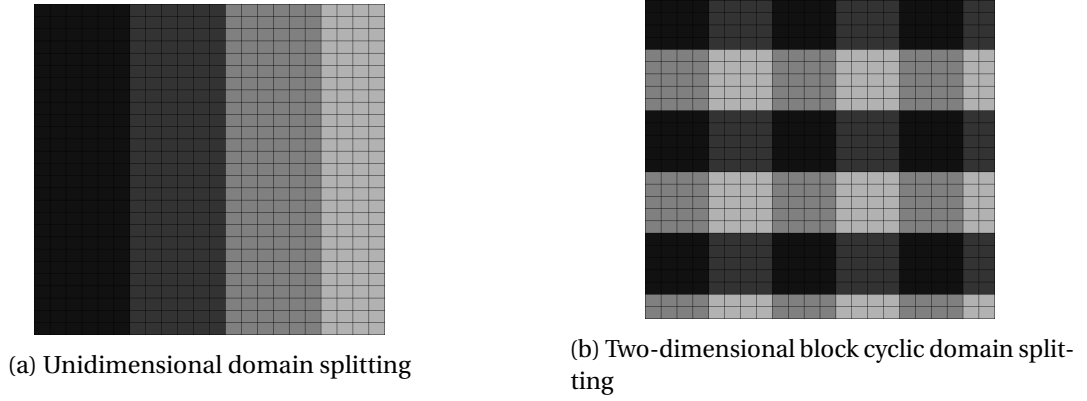 (a) Unidimensional domain splitting
(b) Two-dimensional block cyclic domain split-
ting